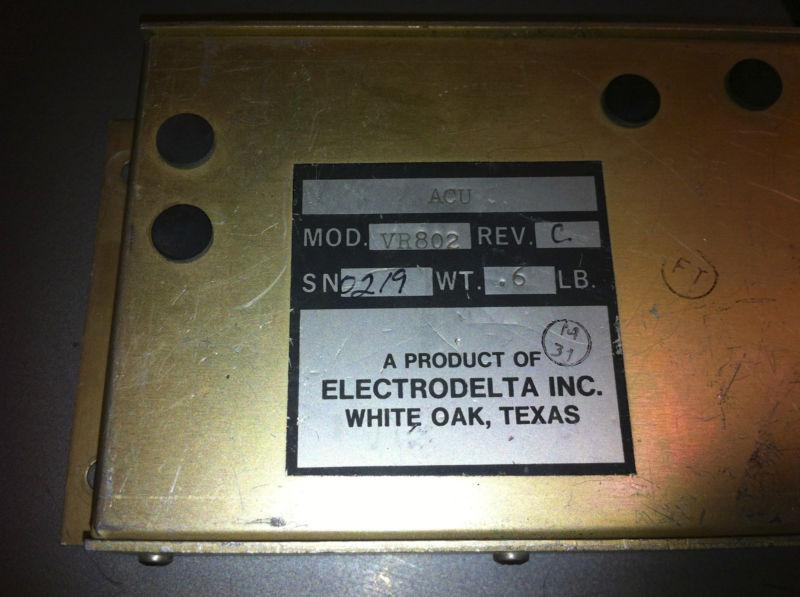 ACU
MOD. VR802 REV. C.
SN 0219 WT. .6 LB.
M
31
A PRODUCT OF
ELECTRODELTA INC.
WHITE OAK, TEXAS
FT